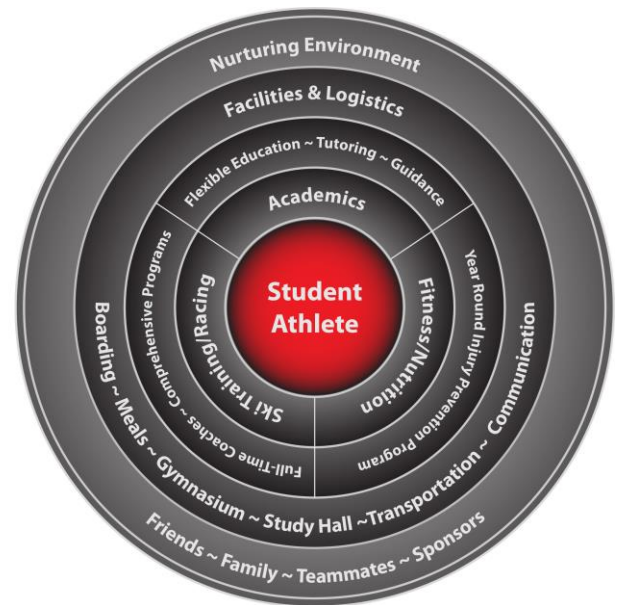 Nurturing Environment
Facilities & Logistics
Flexible Education ~ Tutoring ~ Guidance
Academics
Student
Athlete
Ski Training/Racing
Fitness/Nutrition
Full-Time Coaches ~ Comprehensive Programs
Year Round Injury Prevention Program
Boarding ~ Meals ~ Gymnasium ~ Study Hall ~Transportation ~ Communication
Friends ~ Family ~ Teammates ~ Sponsors